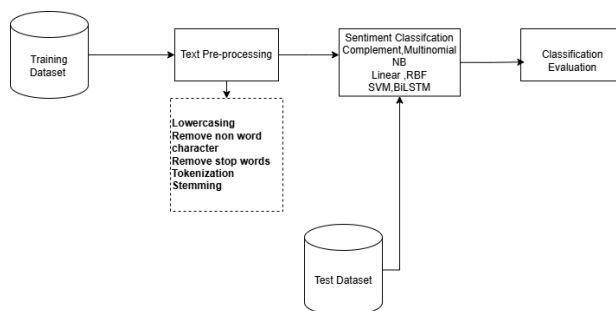 Training
Dataset
Text Pre-processing
Sentiment Classifcation
Complement,Multinomial
NB
Linear ,RBF
SVM,BiLSTM
Classification
Evaluation
Lowercasing
Remove non word
character
Remove stop words
Tokenization
Stemming
Test Dataset